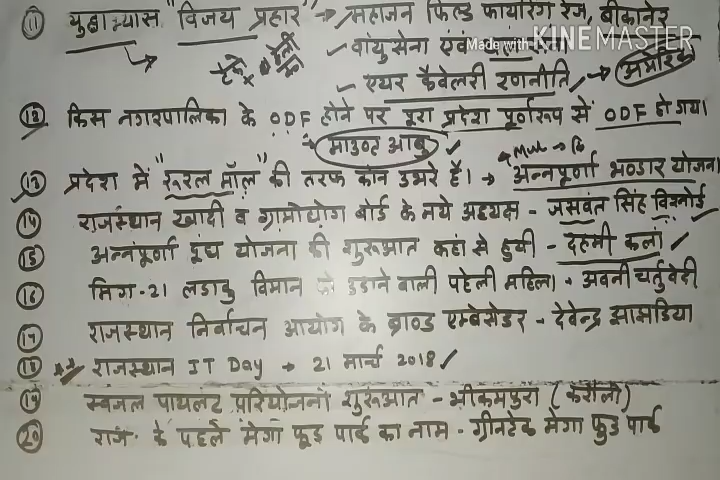 (11) युद्धाभ्यास "विजय प्रहार" → महाजन फिल्ड फायरिंग रेंज, बीकानेर
वायु सेना एवं थल सेना
Made with KINEMASTER
एयर कैवेलरी रणनीति → अमेरिका
(12) किस नगरपालिका के ODF होने पर पूरा प्रदेश पूर्णरूप से ODF हो गया।
→ माउण्ट आबू
(13) प्रदेश में "रूरल मॉल" की तरफ कौन उभरे है। → अन्नपूर्णा भण्डार योजना
(14) राजस्थान खादी व ग्रामोद्योग बोर्ड के नये अध्यक्ष - जसवंत सिंह विश्नोई
(15) अन्नपूर्णा दूध योजना की शुरूआत कहां से हुयी - दहमी कलां
(16) मिग-21 लडाकु विमान को उडाने वाली पहली महिला - अवनी चर्तुवेदी
(17) राजस्थान निर्वाचन आयोग के ब्राण्ड एम्बेसेडर - देवेन्द्र झाझडिया
(18) राजस्थान IT Day → 21 मार्च 2018
(19) स्वजल पायलट परियोजना शुरूआत - भीकमपुरा (करौली)
(20) राज. के पहले मेगा फूड पार्क का नाम - ग्रीनटेक मेगा फुड पार्क